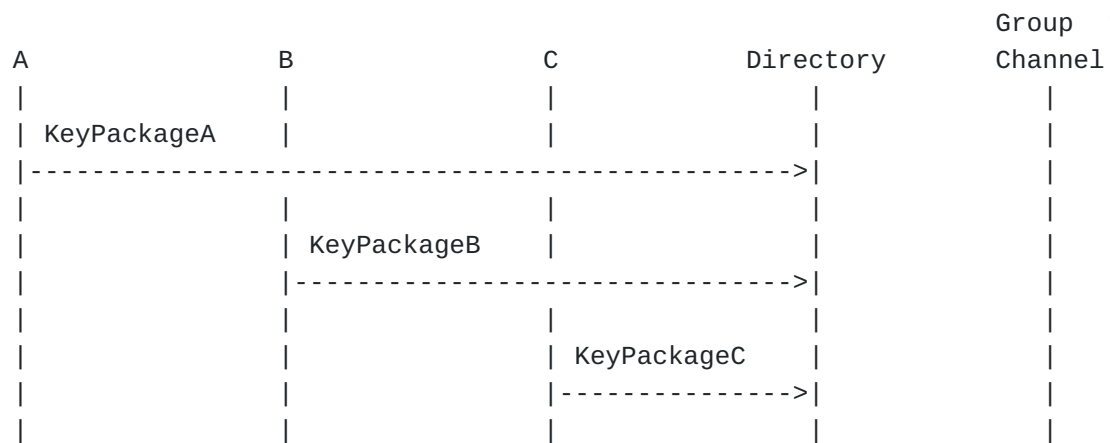 Group
A B C Directory Channel
| | | | |
| KeyPackageA | | | |
|------------------------------------------------->| |
| | | | |
| | KeyPackageB | | |
| |-------------------------------->| |
| | | | |
| | | KeyPackageC | |
| | |--------------->| |
| | | | |